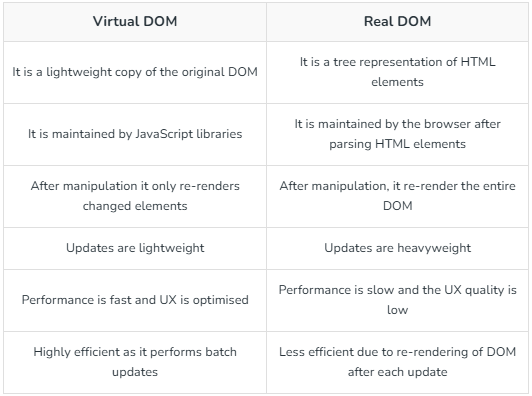 Virtual DOM
Real DOM
It is a lightweight copy of the original DOM
It is a tree representation of HTML
elements
It is maintained by JavaScript libraries
It is maintained by the browser after
parsing HTML elements
After manipulation it only re-renders
changed elements
After manipulation, it re-render the entire
DOM
Updates are lightweight
Updates are heavyweight
Performance is fast and UX is optimised
Performance is slow and the UX quality is
low
Highly efficient as it performs batch
updates
Less efficient due to re-rendering of DOM
after each update